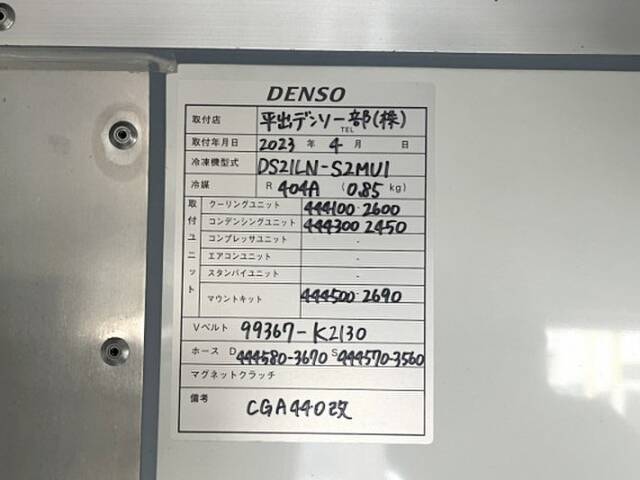 DENSO
取付店 平出デンソー部(株)
TEL
取付年月日 2023 年 4 月 日
冷凍機型式 DS21LN-S2MU1
冷媒 R 404A (0.85 kg)
取付ユニット
クーリングユニット 444100-2600
コンデンシングユニット 444300 2450
コンプレッサユニット -
エアコンユニット -
スタンバイユニット -
マウントキット 444500-2690
Vベルト 99367-K2130
ホース D 444580-3670 S 444570-3560
マグネットクラッチ
備考 CGA440改